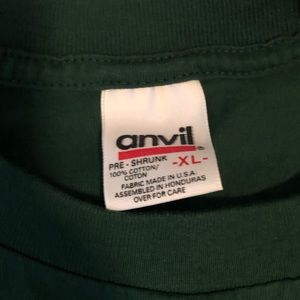 anvil
-XL-
PRE - SHRUNK
100% COTTON/
COTON
FABRIC MADE IN U.S.A.
ASSEMBLED IN HONDURAS
OVER FOR CARE